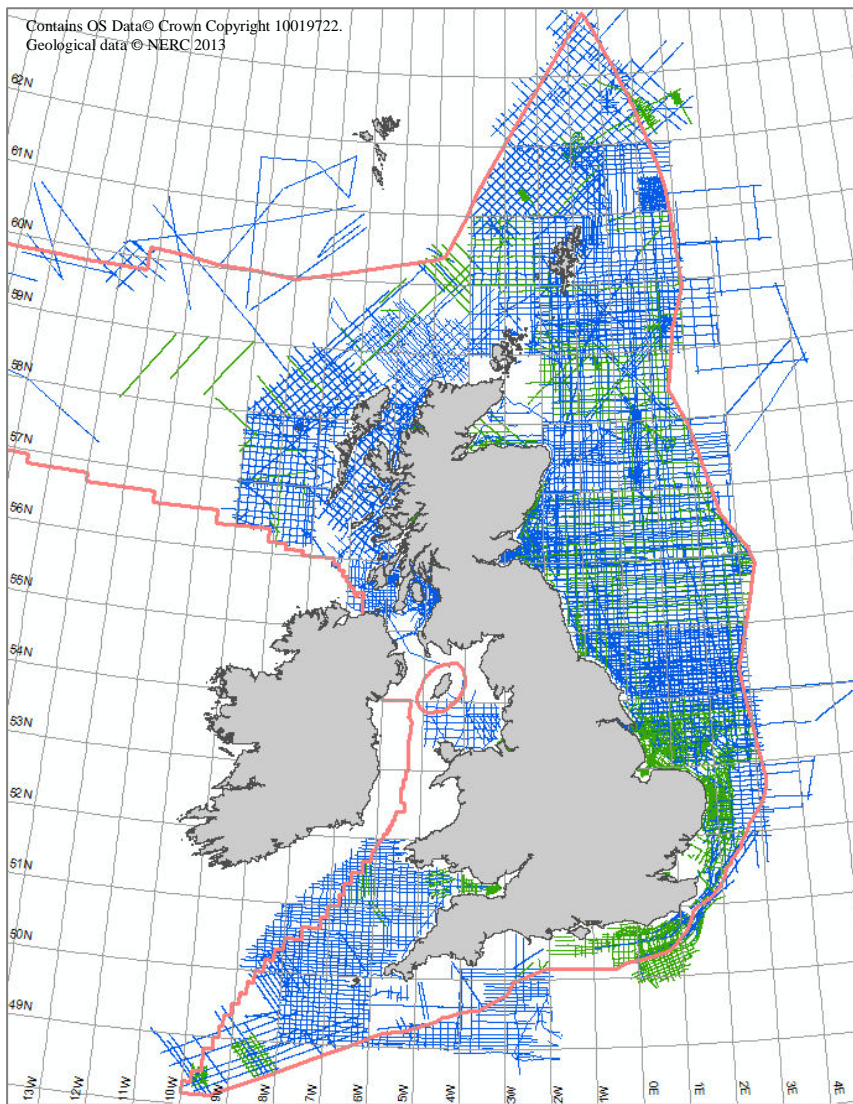 Contains OS Data© Crown Copyright 10019722.
Geological data © NERC 2013
62N
61N
60N
59N
58N
57N
56N
55N
54N
53N
52N
51N
50N
49N
13W
12W
11W
10W
9W
8W
7W
6W
5W
4W
3W
2W
1W
0E
1E
2E
3E
4E